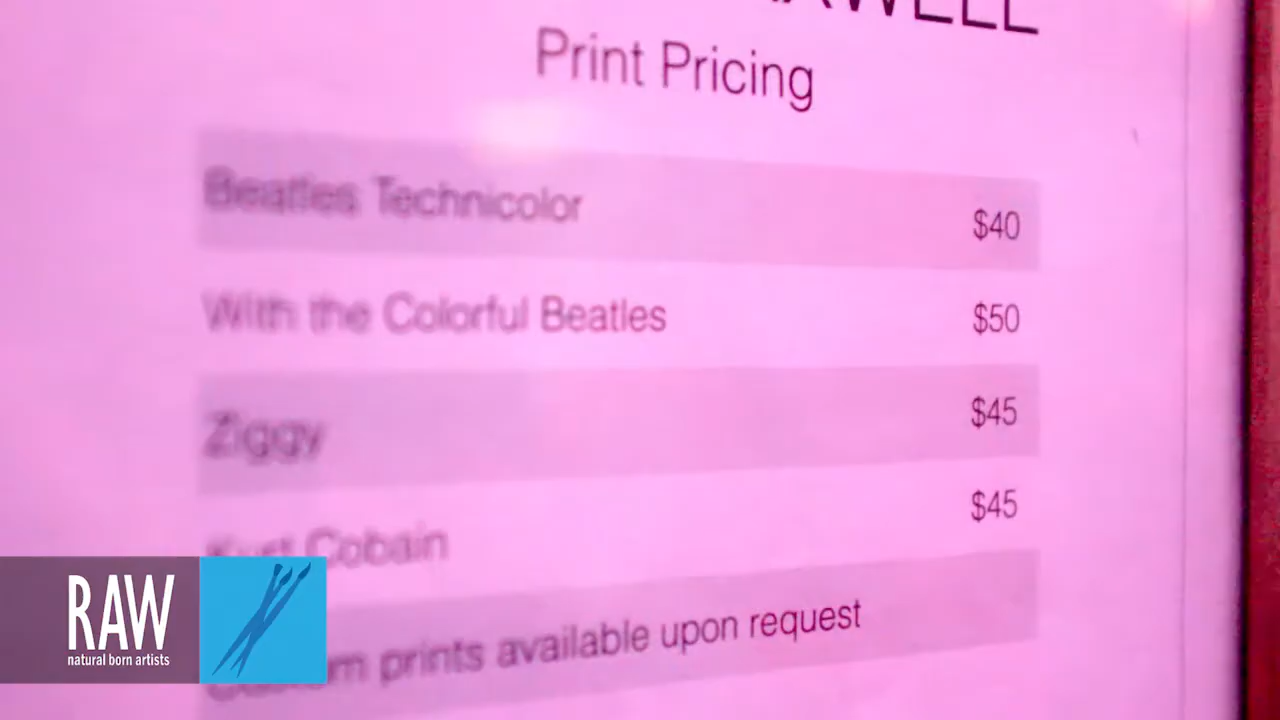 Print Pricing
Beatles Technicolor $40
With the Colorful Beatles $50
Ziggy $45
Kurt Cobain $45
prints available upon request
RAW
natural born artists